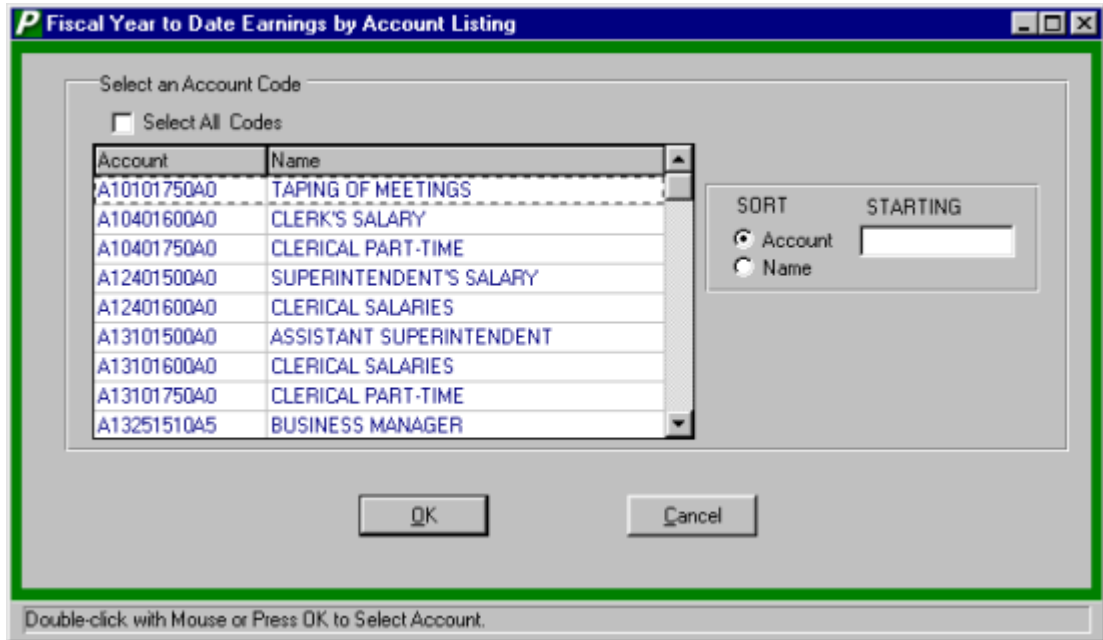 P Fiscal Year to Date Earnings by Account Listing
Select an Account Code
Select All Codes
Account Name
A10101750A0 TAPING OF MEETINGS
A10401600A0 CLERK'S SALARY
A10401750A0 CLERICAL PART-TIME
A12401500A0 SUPERINTENDENT'S SALARY
A12401600A0 CLERICAL SALARIES
A13101500A0 ASSISTANT SUPERINTENDENT
A13101600A0 CLERICAL SALARIES
A13101750A0 CLERICAL PART-TIME
A13251510A5 BUSINESS MANAGER
SORT STARTING
Account
Name
OK Cancel
Double-click with Mouse or Press OK to Select Account.